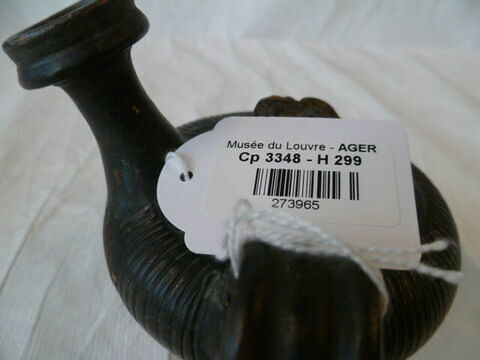 Musée du Louvre - AGER
Cp 3348 - H 299
273965